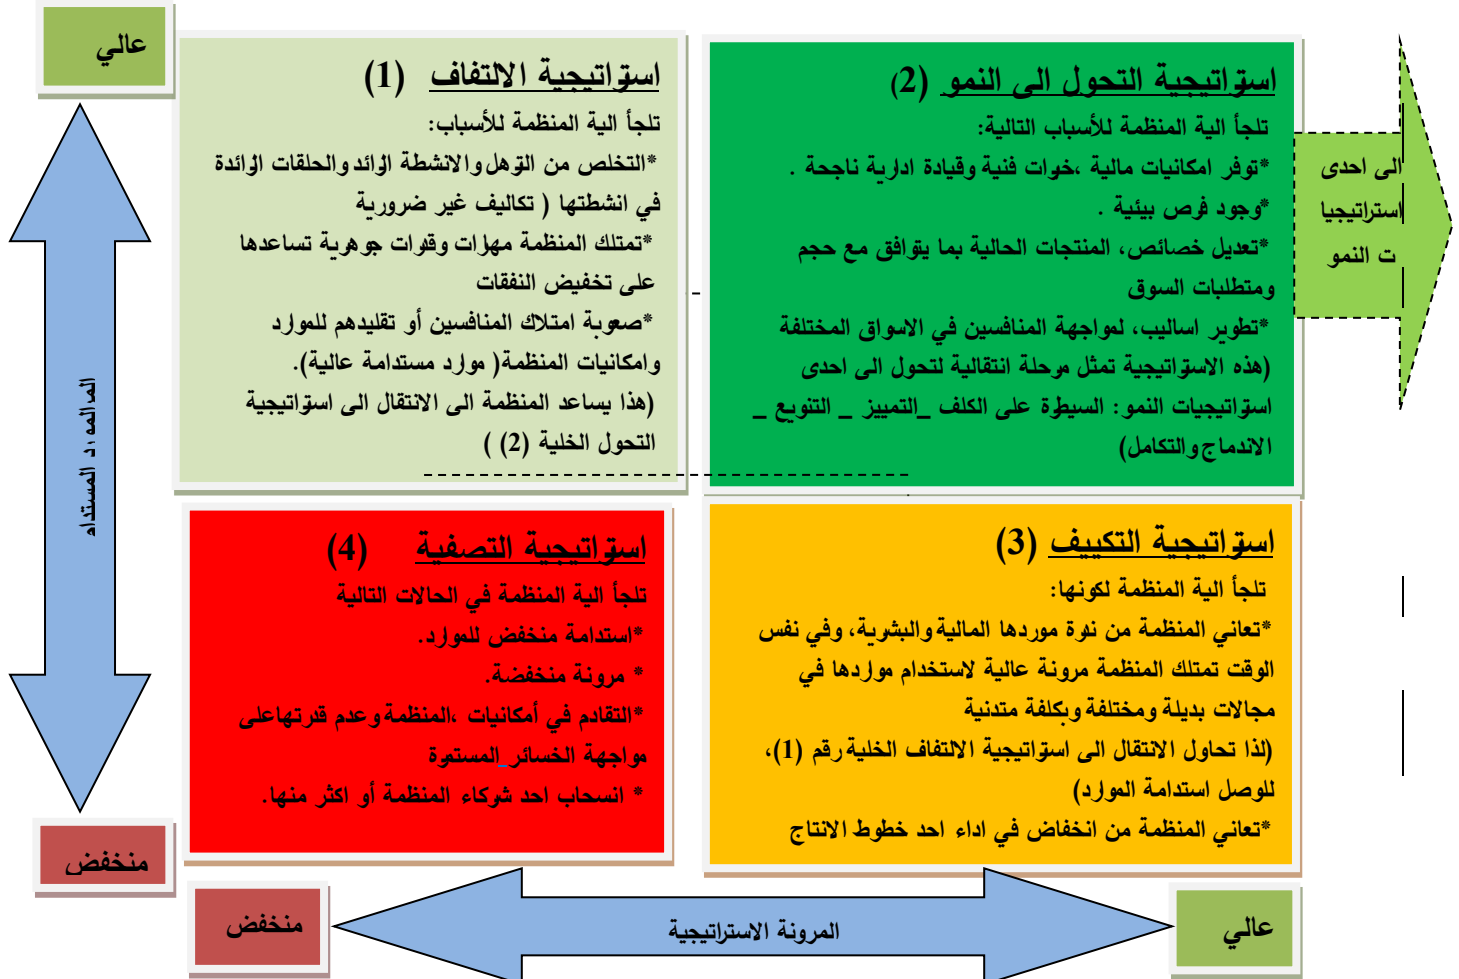 عالي
استراتيجية الالتفاف (1)
تلجأ الية المنظمة للأسباب:
*التخلص من الترهل والانشطة الزائد والحلقات الزائدة
في انشطتها ( تكاليف غير ضرورية
*تمتلك المنظمة مهارات وقدرات جوهرية تساعدها
على تخفيض النفقات
*صعوبة امتلاك المنافسين أو تقليدهم للموارد
وامكانيات المنظمة( موارد مستدامة عالية).
(هذا يساعد المنظمة الى الانتقال الى استراتيجية
التحول الخلية (2) )
استراتيجية التحول الى النمو (2)
تلجأ الية المنظمة للأسباب التالية:
*توفر امكانيات مالية ،خبرات فنية وقيادة ادارية ناجحة .
*وجود فرص بيئية .
*تعديل خصائص، المنتجات الحالية بما يتوافق مع حجم
ومتطلبات السوق
*تطوير اساليب، لمواجهة المنافسين في الاسواق المختلفة
(هذه الاستراتيجية تمثل مرحلة انتقالية لتحول الى احدى
استراتيجيات النمو: السيطرة على الكلف _التمييز _ التنويع _
الاندماج والتكامل)
الى احدى
استراتيجيا
ت النمو
المستدام
استراتيجية التصفية (4)
تلجأ الية المنظمة في الحالات التالية
*استدامة منخفض للموارد.
* مرونة منخفضة.
*التقادم في أمكانيات ،المنظمة وعدم قدرتهاعلى
مواجهة الخسائر_المستمرة
* انسحاب احد شركاء المنظمة أو اكثر منها.
استراتيجية التكييف (3)
تلجأ الية المنظمة لكونها:
*تعاني المنظمة من ندرة موردها المالية والبشرية، وفي نفس
الوقت تمتلك المنظمة مرونة عالية لاستخدام مواردها في
مجالات بديلة ومختلفة وبكلفة متدنية
(لذا تحاول الانتقال الى استراتيجية الالتفاف الخلية رقم (1)،
للوصل استدامة الموارد)
*تعاني المنظمة من انخفاض في اداء احد خطوط الانتاج
منخفض
منخفض
المرونة الاستراتيجية
عالي